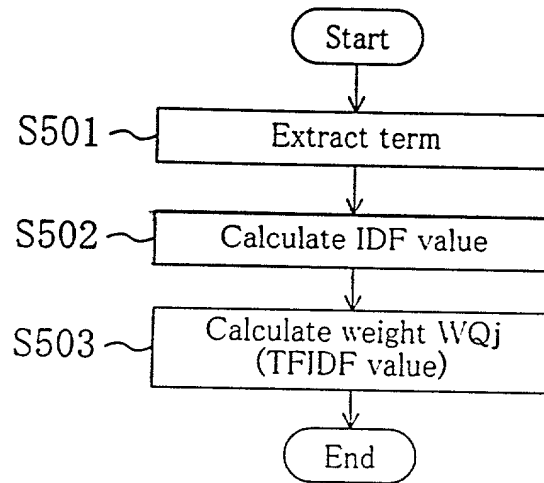 Start
S501
Extract term
S502
Calculate IDF value
S503
Calculate weight WQj
(TFIDF value)
End